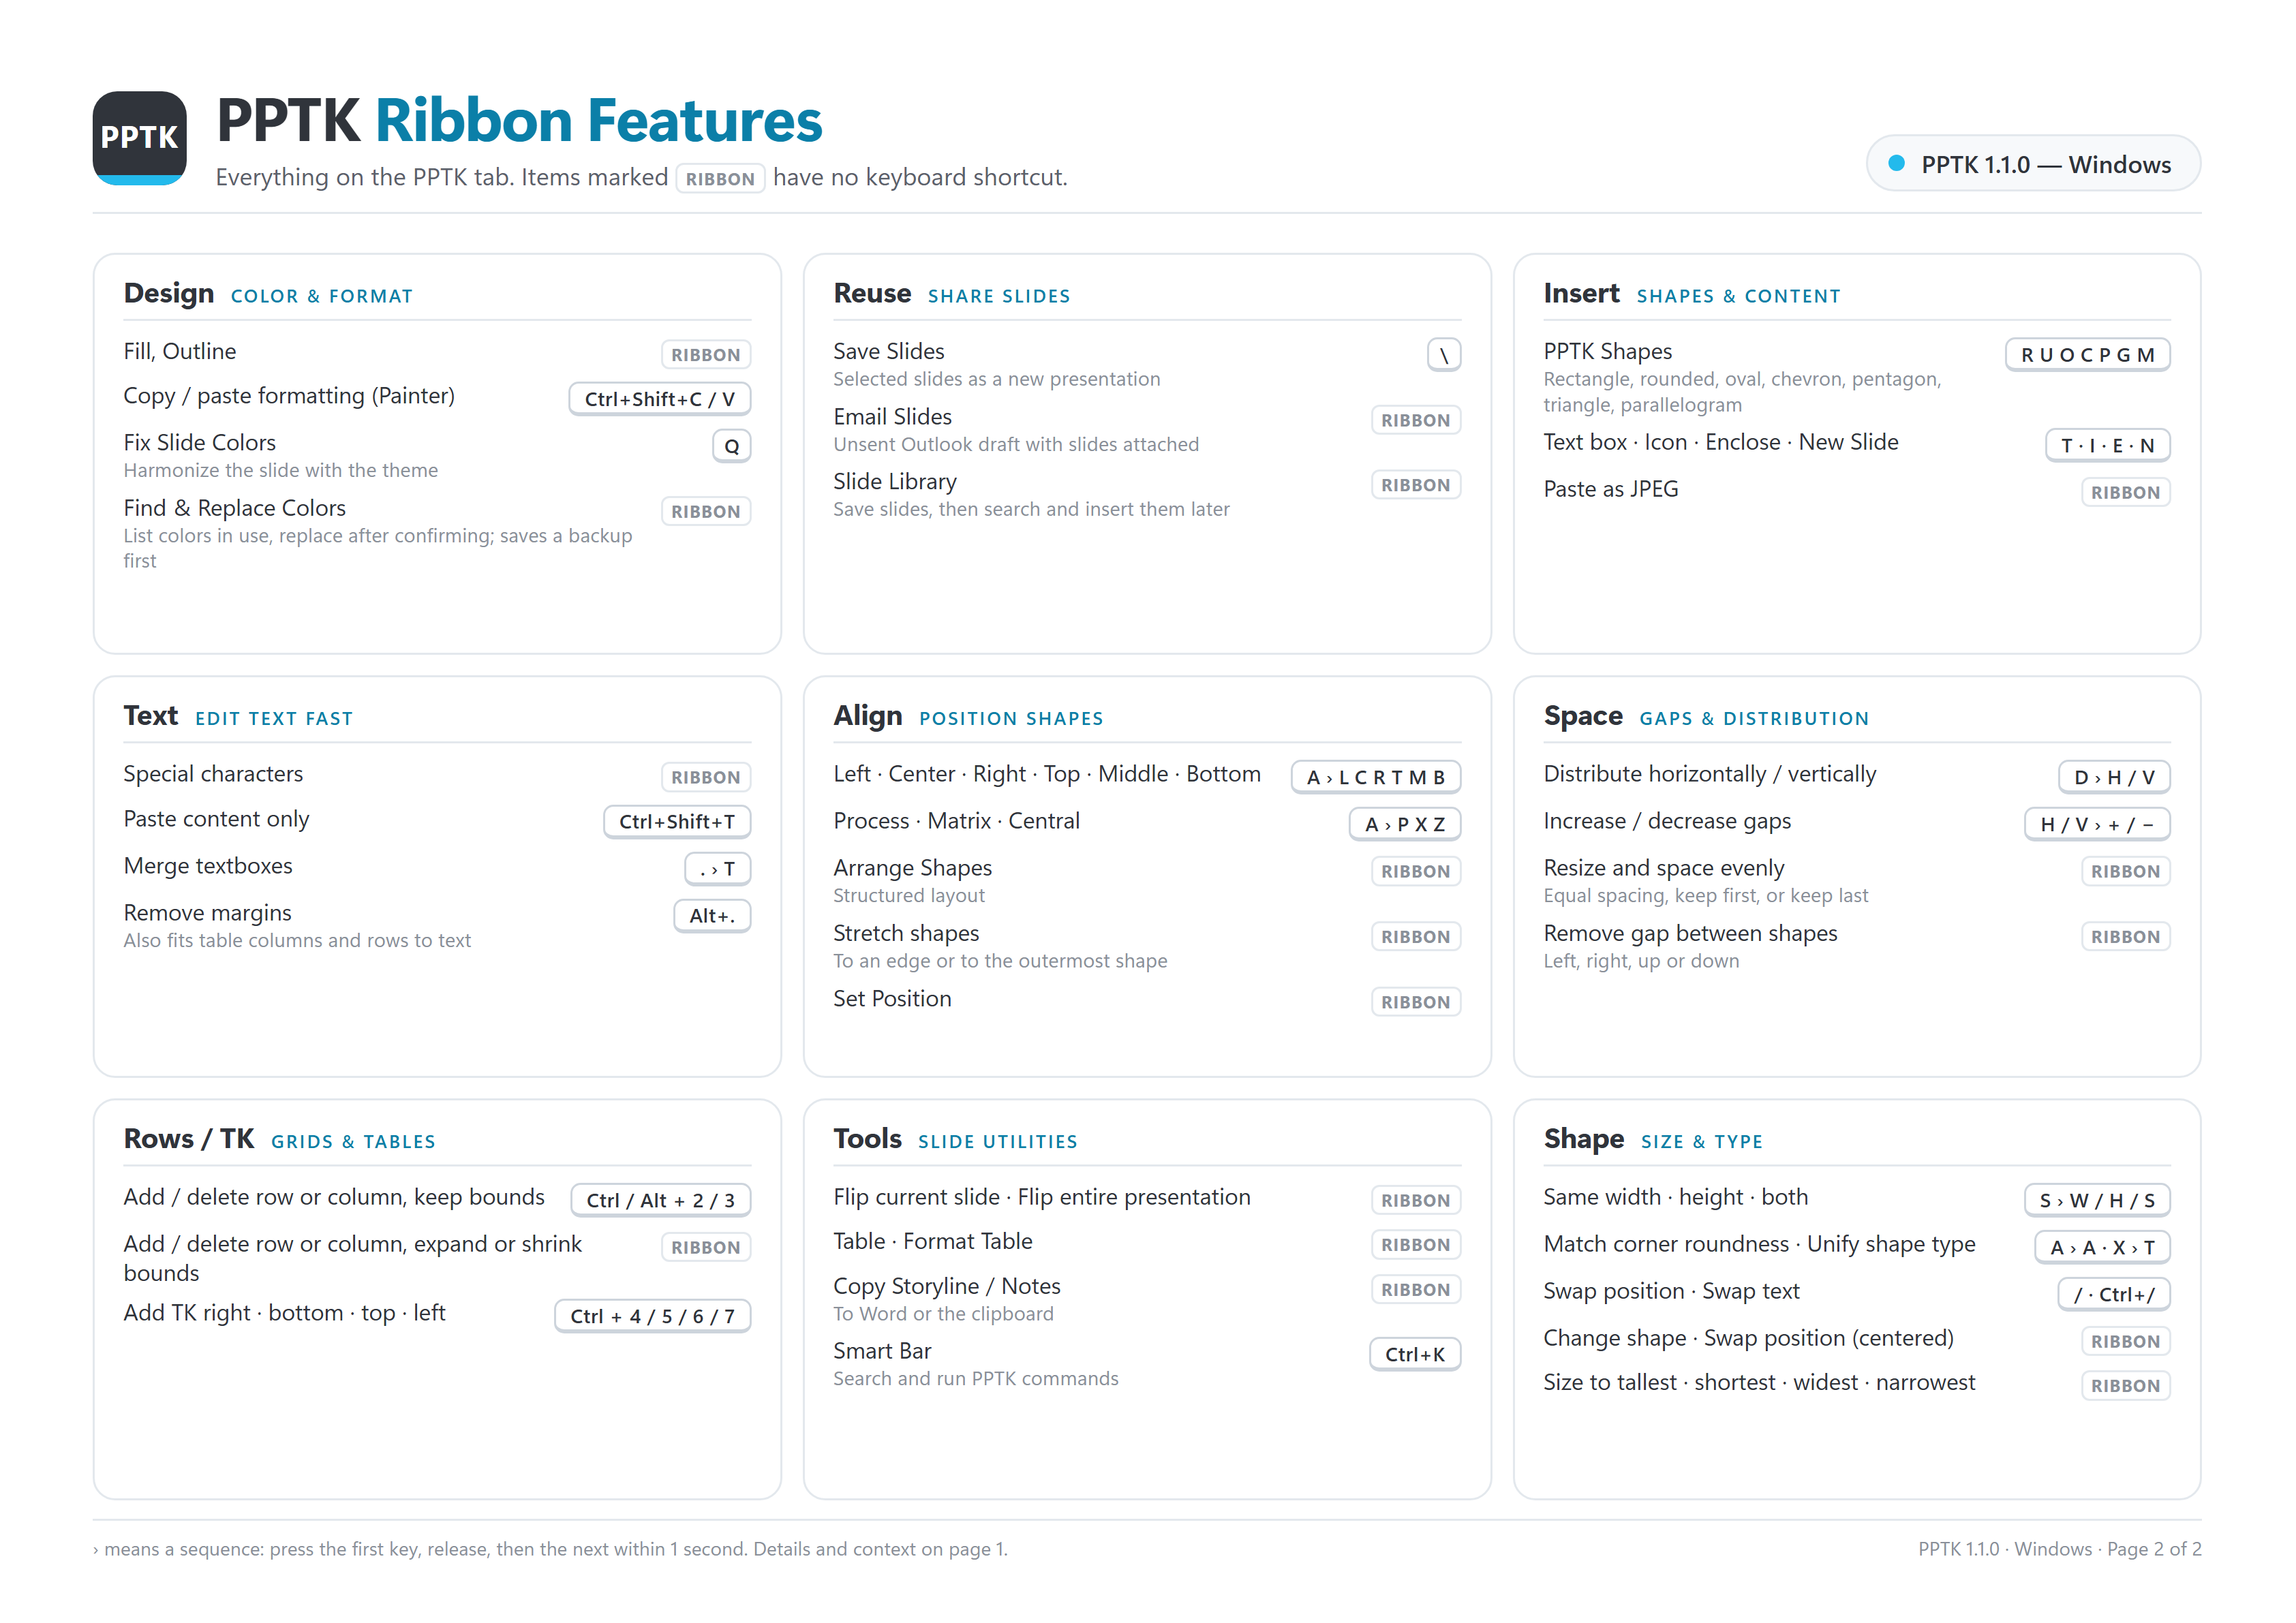 PPTK
PPTK Ribbon Features
Everything on the PPTK tab. Items marked RIBBON have no keyboard shortcut.
PPTK 1.1.0 — Windows
Design COLOR & FORMAT
Fill, Outline RIBBON
Copy / paste formatting (Painter) Ctrl+Shift+C / V
Fix Slide Colors Q
Harmonize the slide with the theme
Find & Replace Colors RIBBON
List colors in use, replace after confirming; saves a backup
first
Reuse SHARE SLIDES
Save Slides \
Selected slides as a new presentation
Email Slides RIBBON
Unsent Outlook draft with slides attached
Slide Library RIBBON
Save slides, then search and insert them later
Insert SHAPES & CONTENT
PPTK Shapes R U O C P G M
Rectangle, rounded, oval, chevron, pentagon,
triangle, parallelogram
Text box · Icon · Enclose · New Slide T · I · E · N
Paste as JPEG RIBBON
Text EDIT TEXT FAST
Special characters RIBBON
Paste content only Ctrl+Shift+T
Merge textboxes . › T
Remove margins Alt+.
Also fits table columns and rows to text
Align POSITION SHAPES
Left · Center · Right · Top · Middle · Bottom A › L C R T M B
Process · Matrix · Central A › P X Z
Arrange Shapes RIBBON
Structured layout
Stretch shapes RIBBON
To an edge or to the outermost shape
Set Position RIBBON
Space GAPS & DISTRIBUTION
Distribute horizontally / vertically D › H / V
Increase / decrease gaps H / V › + / −
Resize and space evenly RIBBON
Equal spacing, keep first, or keep last
Remove gap between shapes RIBBON
Left, right, up or down
Rows / TK GRIDS & TABLES
Add / delete row or column, keep bounds Ctrl / Alt + 2 / 3
Add / delete row or column, expand or shrink RIBBON
bounds
Add TK right · bottom · top · left Ctrl + 4 / 5 / 6 / 7
Tools SLIDE UTILITIES
Flip current slide · Flip entire presentation RIBBON
Table · Format Table RIBBON
Copy Storyline / Notes RIBBON
To Word or the clipboard
Smart Bar Ctrl+K
Search and run PPTK commands
Shape SIZE & TYPE
Same width · height · both S › W / H / S
Match corner roundness · Unify shape type A › A · X › T
Swap position · Swap text / · Ctrl+/
Change shape · Swap position (centered) RIBBON
Size to tallest · shortest · widest · narrowest RIBBON
› means a sequence: press the first key, release, then the next within 1 second. Details and context on page 1.
PPTK 1.1.0 · Windows · Page 2 of 2